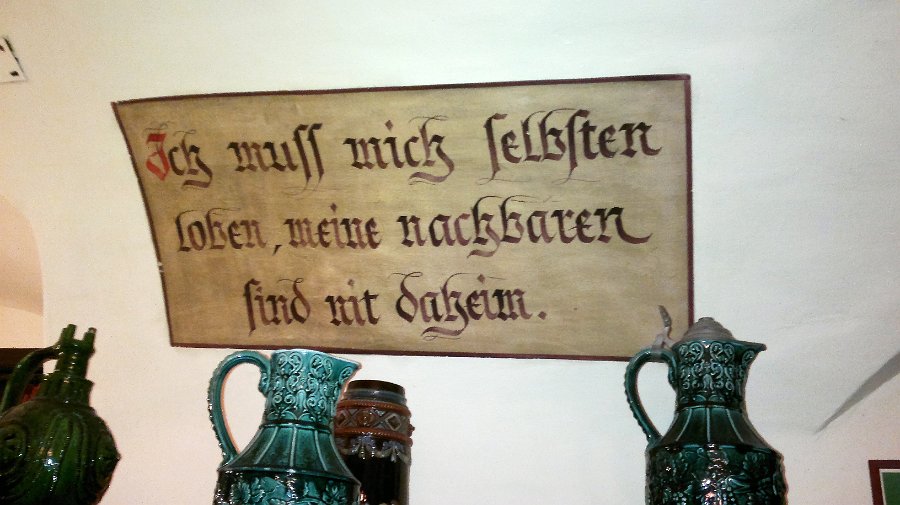 Ich muss mich selbsten
loben, meine nachbaren
sind nit daheim.